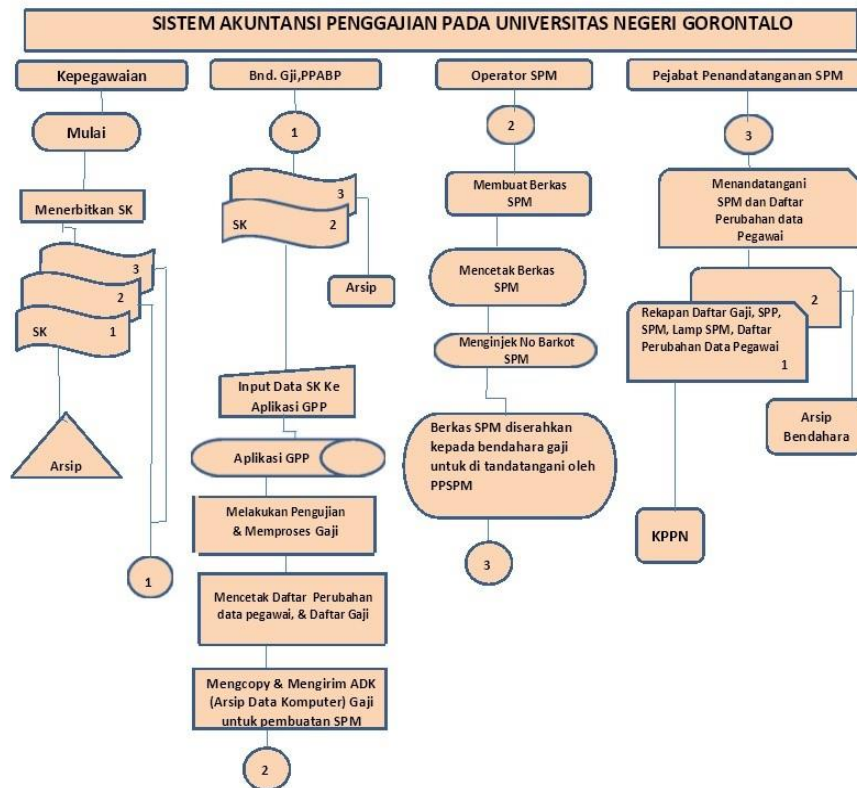 SISTEM AKUNTANSI PENGGAJIAN PADA UNIVERSITAS NEGERI GORONTALO
Kepegawaian
Mulai
Menerbitkan SK
3
2
SK 1
Arsip
1
Bnd. Gji,PPABP
1
3
SK 2
Arsip
Input Data SK Ke
Aplikasi GPP
Aplikasi GPP
Melakukan Pengujian
& Memproses Gaji
Mencetak Daftar Perubahan
data pegawai, & Daftar Gaji
Mengcopy & Mengirim ADK
(Arsip Data Komputer) Gaji
untuk pembuatan SPM
2
Operator SPM
2
Membuat Berkas
SPM
Mencetak Berkas
SPM
Menginjek No Barkot
SPM
Berkas SPM diserahkan
kepada bendahara gaji
untuk di tandatangani oleh
PPSPM
3
Pejabat Penandatanganan SPM
3
Menandatangani
SPM dan Daftar
Perubahan data
Pegawai
2
Rekapan Daftar Gaji, SPP,
SPM, Lamp SPM, Daftar
Perubahan Data Pegawai
1
Arsip
Bendahara
KPPN